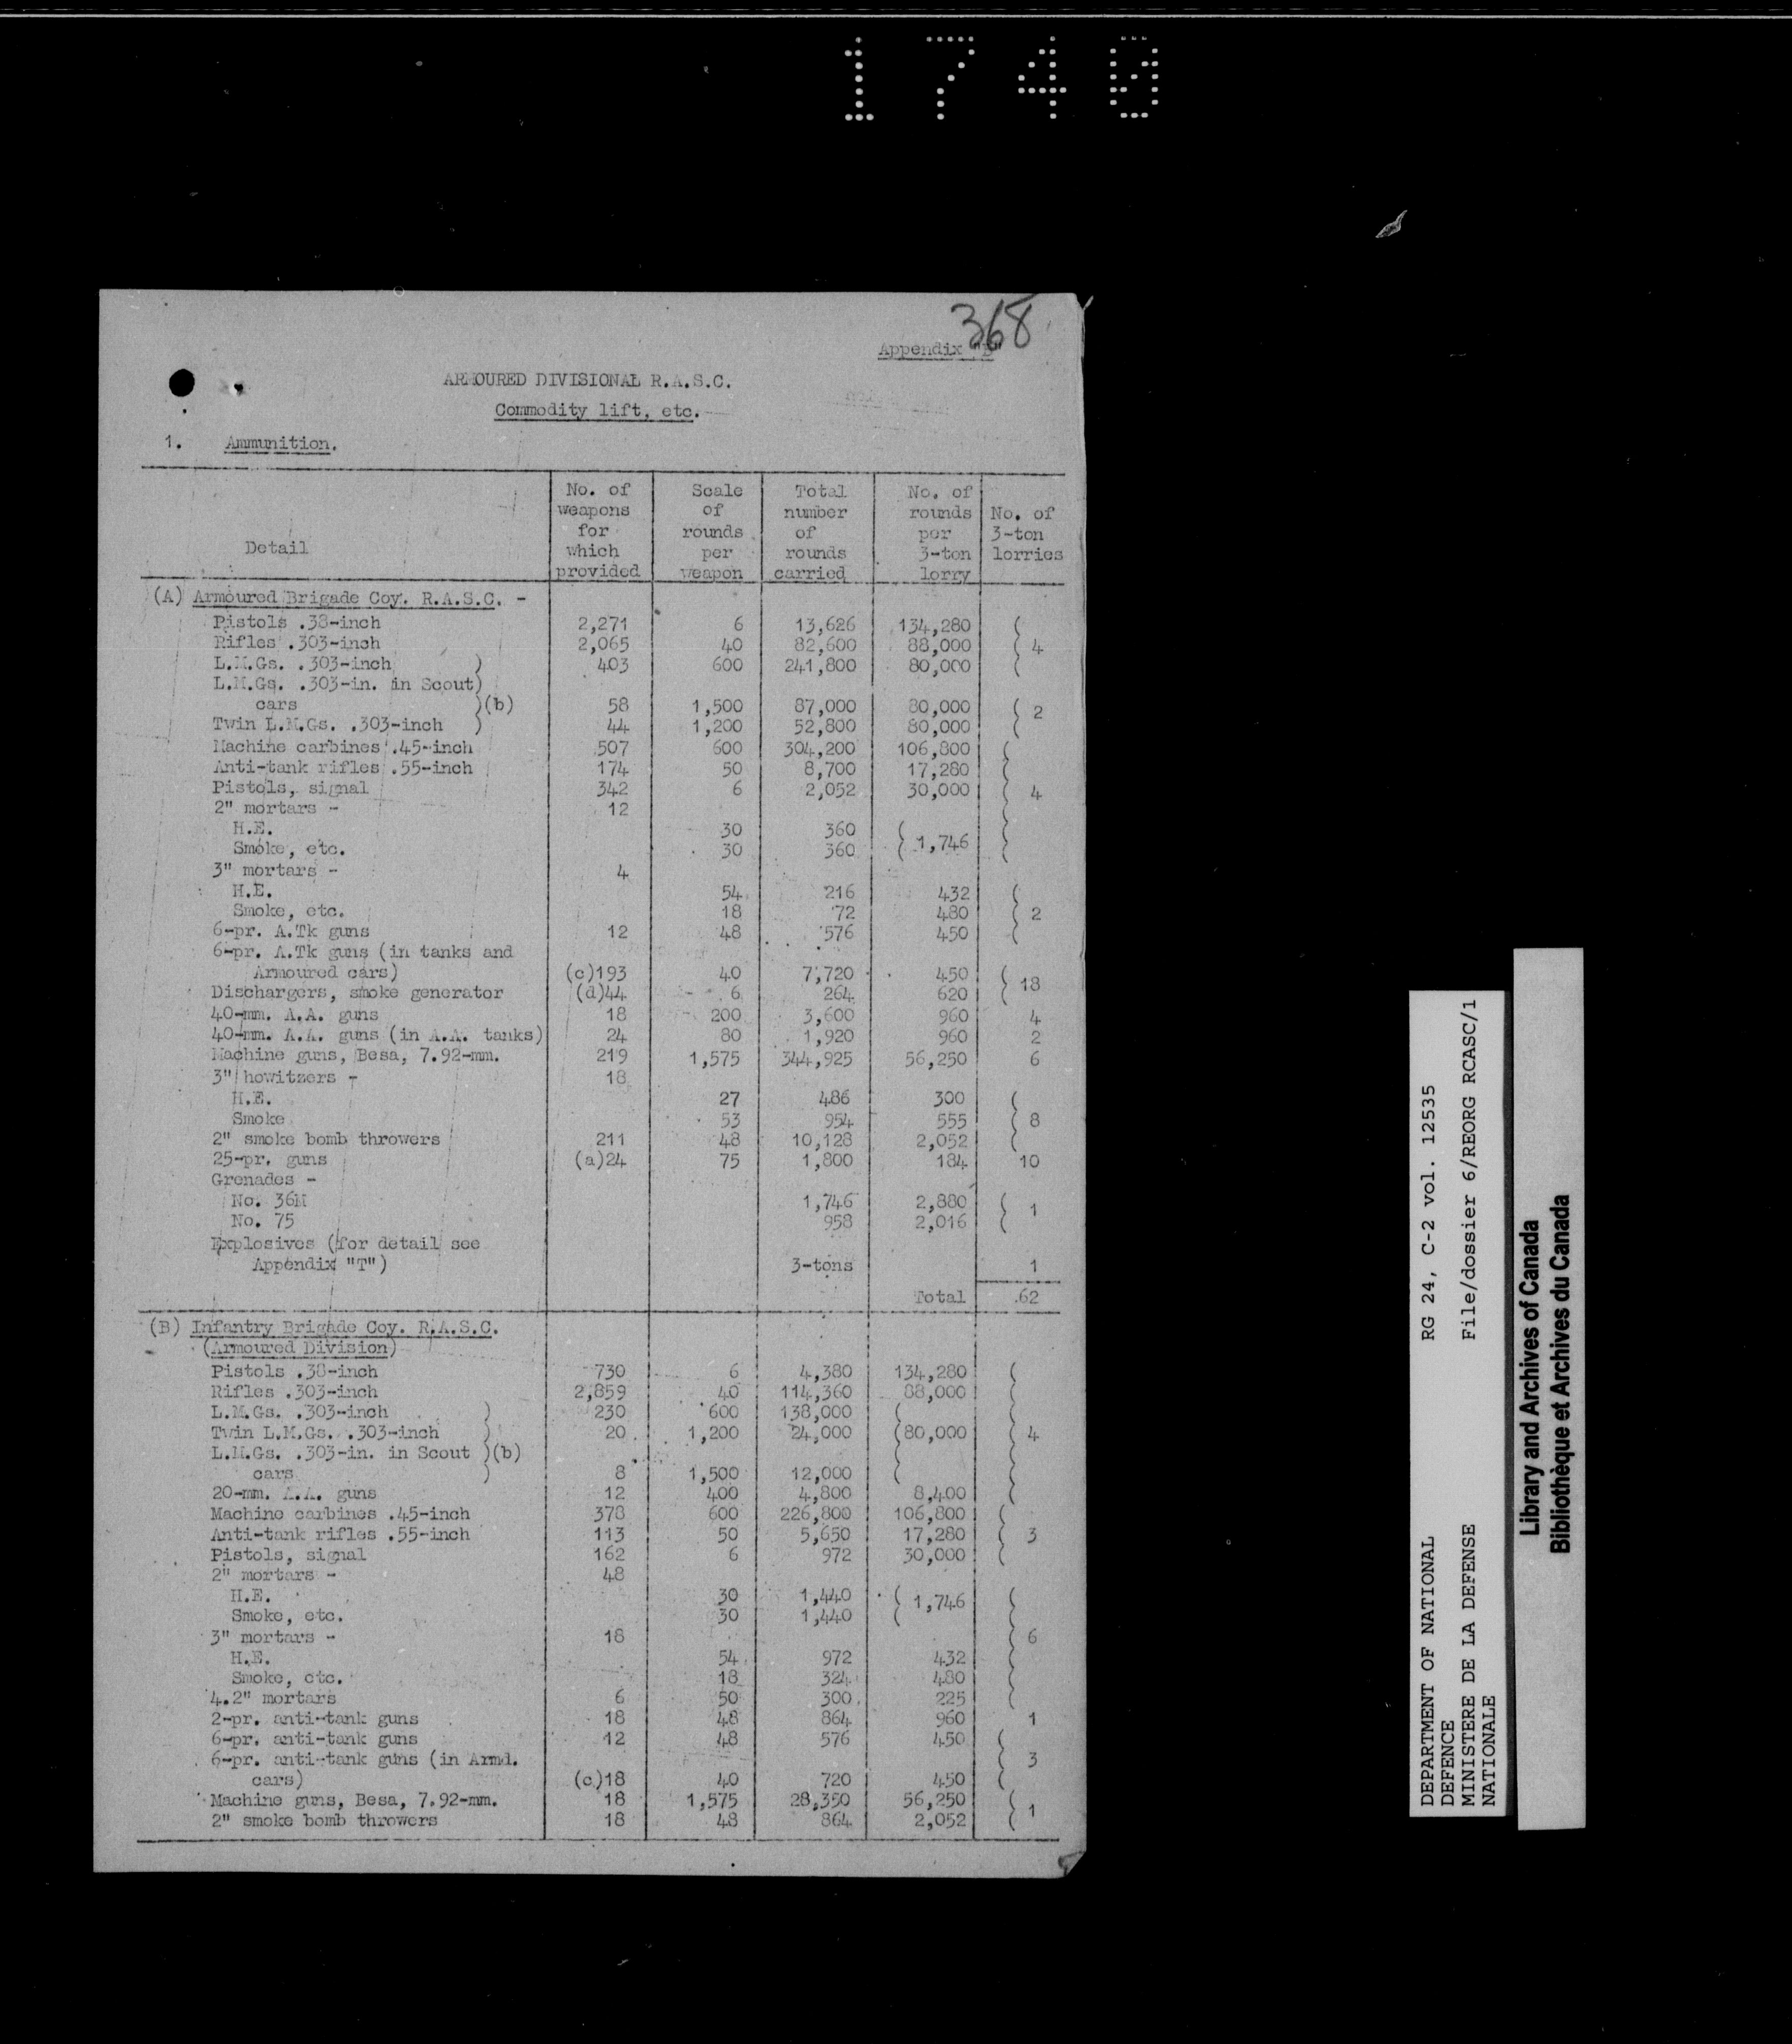 1740
368
Appendix "B"
ARMOURED DIVISIONAL R.A.S.C.
Commodity lift, etc.
1. Ammunition.
Detail | No. of weapons for which provided | Scale of rounds per weapon | Total number of rounds carried | No. of rounds per 3-ton lorry | No. of 3-ton lorries
(A) Armoured Brigade Coy. R.A.S.C. -
Pistols .38-inch 2,271 6 13,626 134,280 (
Rifles .303-inch 2,065 40 82,600 88,000 ( 4
L.M.Gs. .303-inch ) 403 600 241,800 80,000 (
L.M.Gs. .303-in. in Scout)
cars )(b) 58 1,500 87,000 80,000 ( 2
Twin L.M.Gs. .303-inch ) 44 1,200 52,800 80,000 (
Machine carbines .45-inch 507 600 304,200 106,800 (
Anti-tank rifles .55-inch 174 50 8,700 17,280 (
Pistols, signal 342 6 2,052 30,000 ( 4
2" mortars - 12 (
H.E. 30 360 ( 1,746 (
Smoke, etc. 30 360 ( (
3" mortars - 4
H.E. 54 216 432 (
Smoke, etc. 18 72 480 ( 2
6-pr. A.Tk guns 12 48 576 450 (
6-pr. A.Tk guns (in tanks and
Armoured cars) (c)193 40 7,720 450 ( 18
Dischargers, smoke generator (d)44 6 264 620 (
40-mm. A.A. guns 18 200 3,600 960 4
40-mm. A.A. guns (in A.A. tanks) 24 80 1,920 960 2
Machine guns, Besa, 7.92-mm. 219 1,575 344,925 56,250 6
3" howitzers - 18
H.E. 27 486 300 (
Smoke 53 954 555 ( 8
2" smoke bomb throwers 211 48 10,128 2,052 (
25-pr. guns (a)24 75 1,800 184 10
Grenades -
No. 36M 1,746 2,880 ( 1
No. 75 958 2,016 (
Explosives (for detail see
Appendix "T") 3-tons 1
Total 62
(B) Infantry Brigade Coy. R.A.S.C.
(Armoured Division)
Pistols .38-inch 730 6 4,380 134,280 (
Rifles .303-inch 2,859 40 114,360 88,000 (
L.M.Gs. .303-inch ) 230 600 138,000 ( (
Twin L.M.Gs. .303-inch ) 20 1,200 24,000 (80,000 ( 4
L.M.Gs. .303-in. in Scout )(b) ( (
cars ) 8 1,500 12,000 ( (
20-mm. A.A. guns 12 400 4,800 8,400 (
Machine carbines .45-inch 378 600 226,800 106,800 (
Anti-tank rifles .55-inch 113 50 5,650 17,280 ( 3
Pistols, signal 162 6 972 30,000 (
2" mortars - 48
H.E. 30 1,440 ( 1,746 (
Smoke, etc. 30 1,440 ( (
3" mortars - 18 ( 6
H.E. 54 972 432 (
Smoke, etc. 18 324 480 (
4.2" mortars 6 50 300 225 (
2-pr. anti-tank guns 18 48 864 960 1
6-pr. anti-tank guns 12 48 576 450 (
6-pr. anti-tank guns (in Armd. ( 3
cars) (c)18 40 720 450 (
Machine guns, Besa, 7.92-mm. 18 1,575 28,350 56,250 ( 1
2" smoke bomb throwers 18 48 864 2,052 (
DEPARTMENT OF NATIONAL RG 24, C-2 vol. 12535
DEFENCE
MINISTERE DE LA DEFENSE File/dossier 6/REORG RCASC/1
NATIONALE
Library and Archives of Canada
Bibliothèque et Archives du Canada